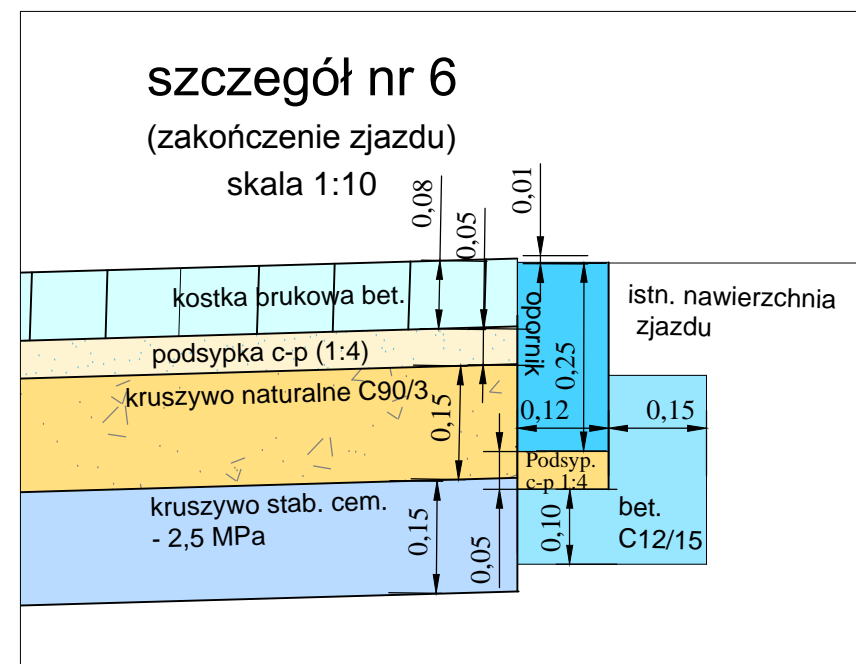 szczegół nr 6
(zakończenie zjazdu)
skala 1:10
0,08
0,05
0,01
kostka brukowa bet.
opornik
istn. nawierzchnia
zjazdu
podsypka c-p (1:4)
0,25
kruszywo naturalne C90/3
0,15
0,12
0,15
Podsyp.
c-p 1:4
kruszywo stab. cem.
- 2,5 MPa
0,15
0,05
0,10
bet.
C12/15